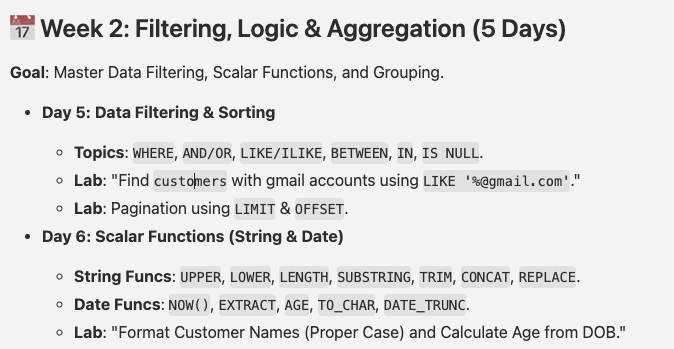 17 Week 2: Filtering, Logic & Aggregation (5 Days)
Goal: Master Data Filtering, Scalar Functions, and Grouping.
• Day 5: Data Filtering & Sorting
◦ Topics: WHERE, AND/OR, LIKE/ILIKE, BETWEEN, IN, IS NULL.
◦ Lab: "Find customers with gmail accounts using LIKE '%@gmail.com'."
◦ Lab: Pagination using LIMIT & OFFSET.
• Day 6: Scalar Functions (String & Date)
◦ String Funcs: UPPER, LOWER, LENGTH, SUBSTRING, TRIM, CONCAT, REPLACE.
◦ Date Funcs: NOW(), EXTRACT, AGE, TO_CHAR, DATE_TRUNC.
◦ Lab: "Format Customer Names (Proper Case) and Calculate Age from DOB."